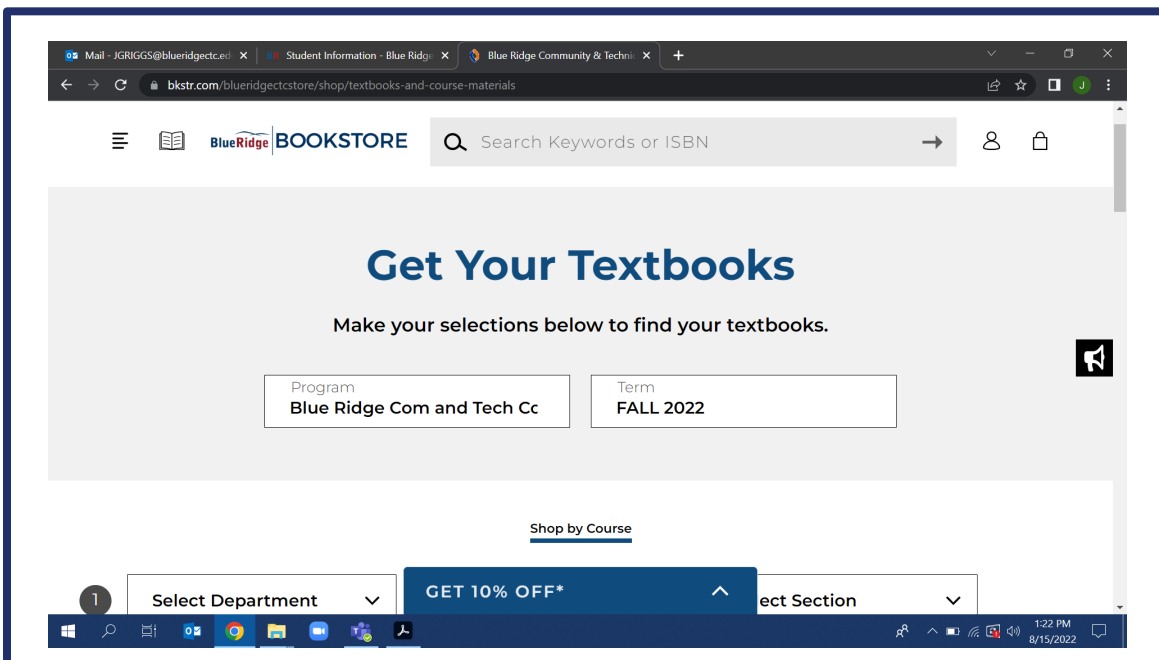 Mail - JGRIGGS@blueridgectc.ed
Student Information - Blue Ridge
Blue Ridge Community & Technic
bkstr.com/blueridgectcstore/shop/textbooks-and-course-materials
J
BlueRidge BOOKSTORE
Search Keywords or ISBN
Get Your Textbooks
Make your selections below to find your textbooks.
Program
Blue Ridge Com and Tech Cc
Term
FALL 2022
Shop by Course
1
Select Department
GET 10% OFF*
ect Section
1:22 PM
8/15/2022